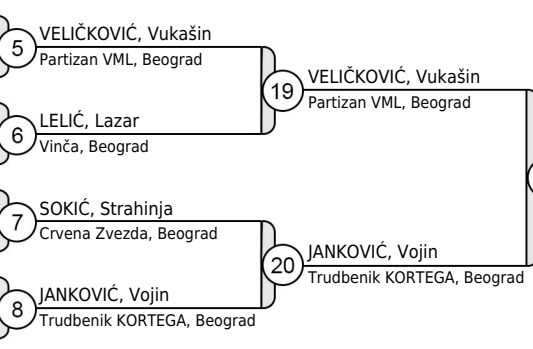 5
VELIČKOVIĆ, Vukašin
Partizan VML, Beograd
6
LELIĆ, Lazar
Vinča, Beograd
19
VELIČKOVIĆ, Vukašin
Partizan VML, Beograd
7
SOKIĆ, Strahinja
Crvena Zvezda, Beograd
8
JANKOVIĆ, Vojin
Trudbenik KORTEGA, Beograd
20
JANKOVIĆ, Vojin
Trudbenik KORTEGA, Beograd